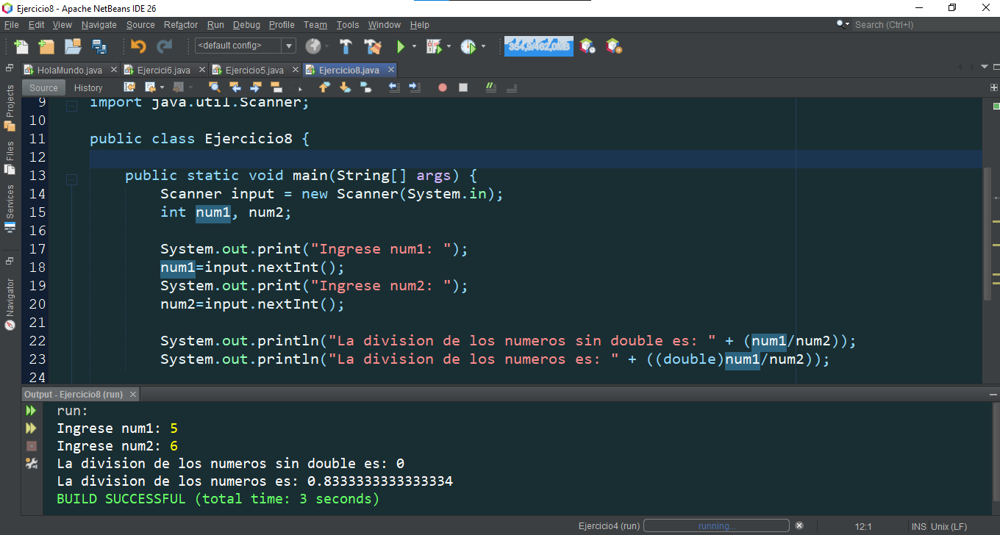 Ejercicio8 - Apache NetBeans IDE 26
File Edit View Navigate Source Refactor Run Debug Profile Team Tools Window Help
Search (Ctrl+I)
<default config>
HolaMundo.java
Ejercici6.java
Ejercicio5.java
Ejercicio8.java
Source History
Projects
Files
Services
Navigator
9 import java.util.Scanner;
10
11 public class Ejercicio8 {
12
13 public static void main(String[] args) {
14 Scanner input = new Scanner(System.in);
15 int num1, num2;
16
17 System.out.print("Ingrese num1: ");
18 num1=input.nextInt();
19 System.out.print("Ingrese num2: ");
20 num2=input.nextInt();
21
22 System.out.println("La division de los numeros sin double es: " + (num1/num2));
23 System.out.println("La division de los numeros es: " + ((double)num1/num2));
24
Output - Ejercicio8 (run)
run:
Ingrese num1: 5
Ingrese num2: 6
La division de los numeros sin double es: 0
La division de los numeros es: 0.8333333333333334
BUILD SUCCESSFUL (total time: 3 seconds)
Ejercicio4 (run) running... 12:1 INS Unix (LF)